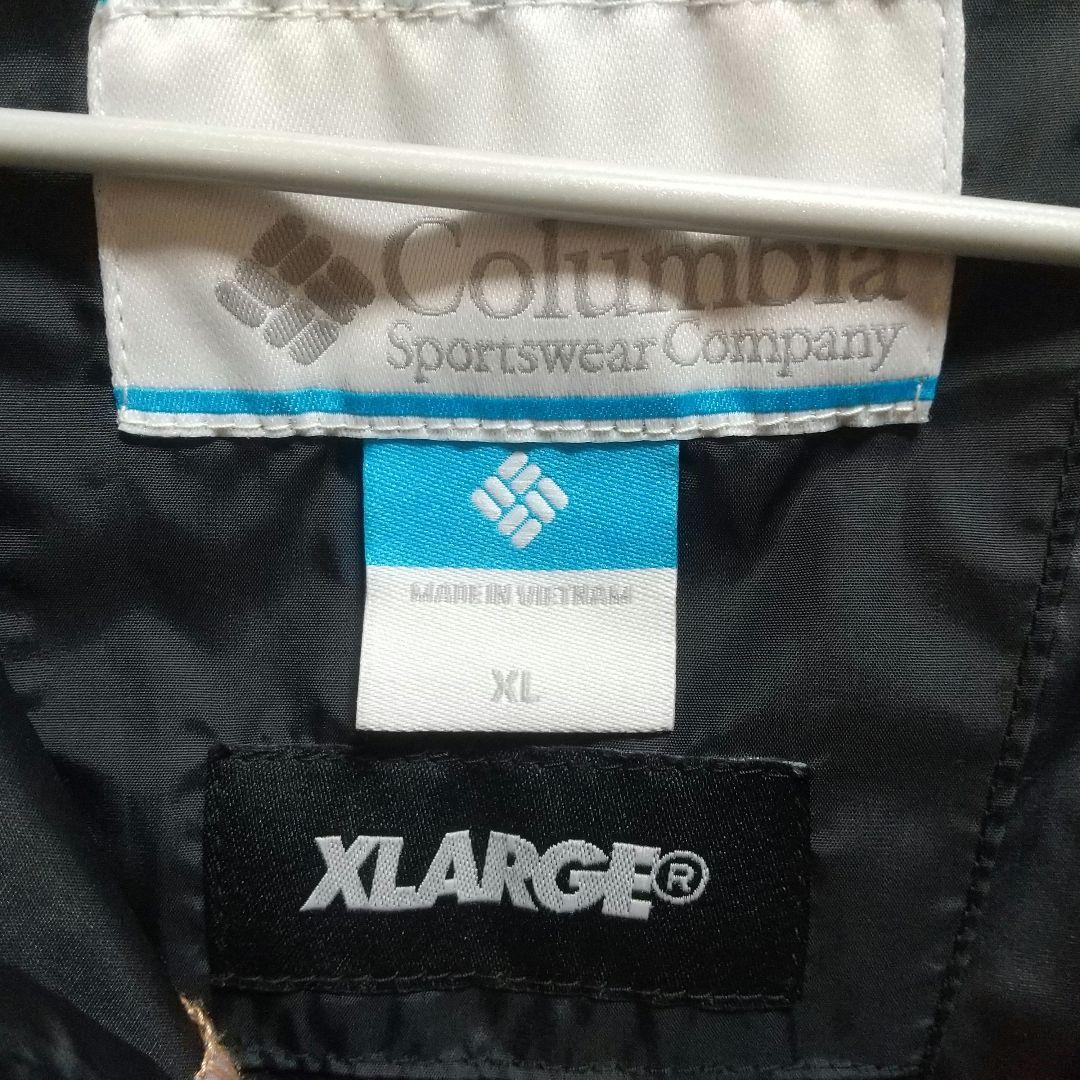 Columbia
Sportswear Company
MADE IN VIETNAM
XL
XLARGE®